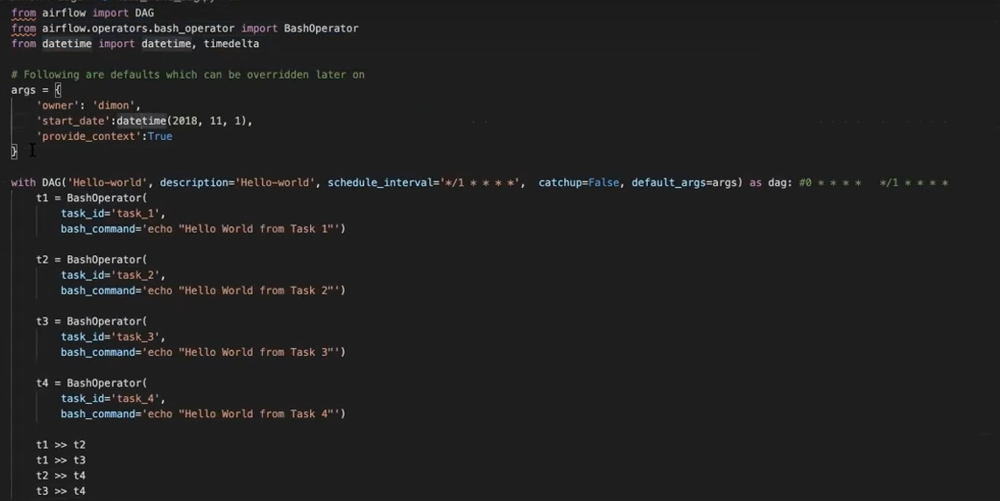 from airflow import DAG
from airflow.operators.bash_operator import BashOperator
from datetime import datetime, timedelta

# Following are defaults which can be overridden later on
args = {
    'owner': 'dimon',
    'start_date':datetime(2018, 11, 1),
    'provide_context':True
}

with DAG('Hello-world', description='Hello-world', schedule_interval='*/1 * * * *',  catchup=False, default_args=args) as dag: #0 * * * *   */1 * * * *
    t1 = BashOperator(
        task_id='task_1',
        bash_command='echo "Hello World from Task 1"')

    t2 = BashOperator(
        task_id='task_2',
        bash_command='echo "Hello World from Task 2"')

    t3 = BashOperator(
        task_id='task_3',
        bash_command='echo "Hello World from Task 3"')

    t4 = BashOperator(
        task_id='task_4',
        bash_command='echo "Hello World from Task 4"')

    t1 >> t2
    t1 >> t3
    t2 >> t4
    t3 >> t4